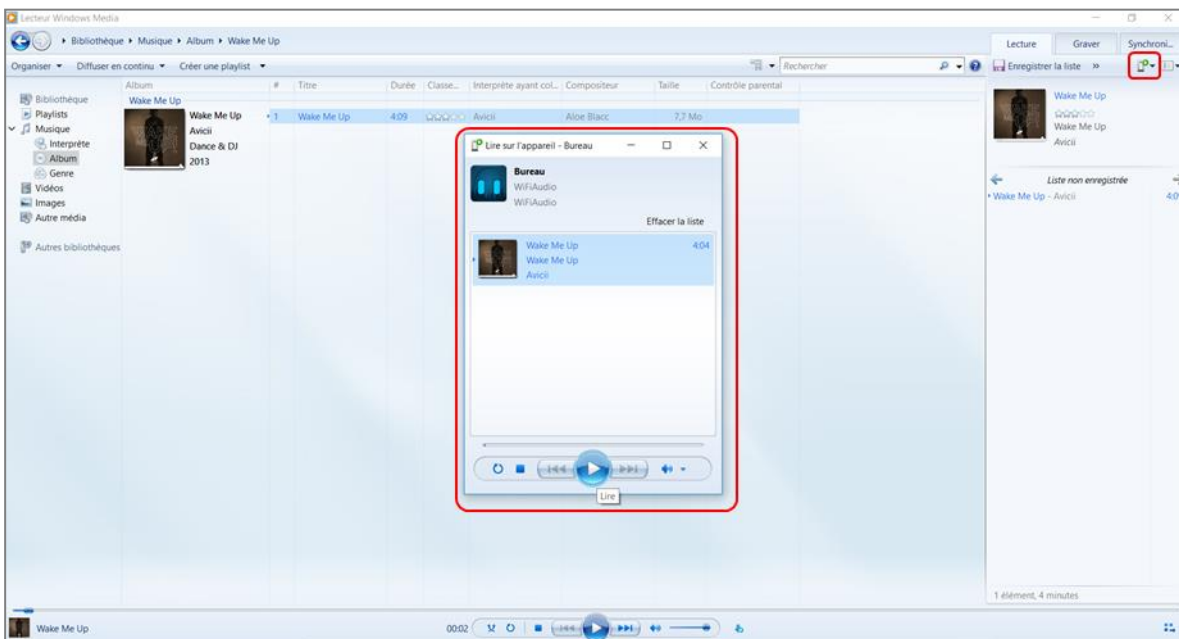 Lecteur Windows Media
Bibliothèque Musique Album Wake Me Up
Lecture Graver Synchroni...
Organiser Diffuser en continu Créer une playlist
Rechercher
Enregistrer la liste »
Album # Titre Durée Classe... Interprète ayant col... Compositeur Taille Contrôle parental
Bibliothèque
Playlists
Musique
Interprète
Album
Genre
Vidéos
Images
Autre média
Autres bibliothèques
Wake Me Up
Wake Me Up
Avicii
Dance & DJ
2013
1 Wake Me Up 4:09 Avicii Aloe Blacc 7,7 Mo
Lire sur l'appareil - Bureau
Bureau
WiFiAudio
WiFiAudio
Effacer la liste
Wake Me Up 4:04
Wake Me Up
Avicii
Lire
Wake Me Up
Wake Me Up
Avicii
Liste non enregistrée
Wake Me Up - Avicii 4:0
1 élément, 4 minutes
Wake Me Up 00:02